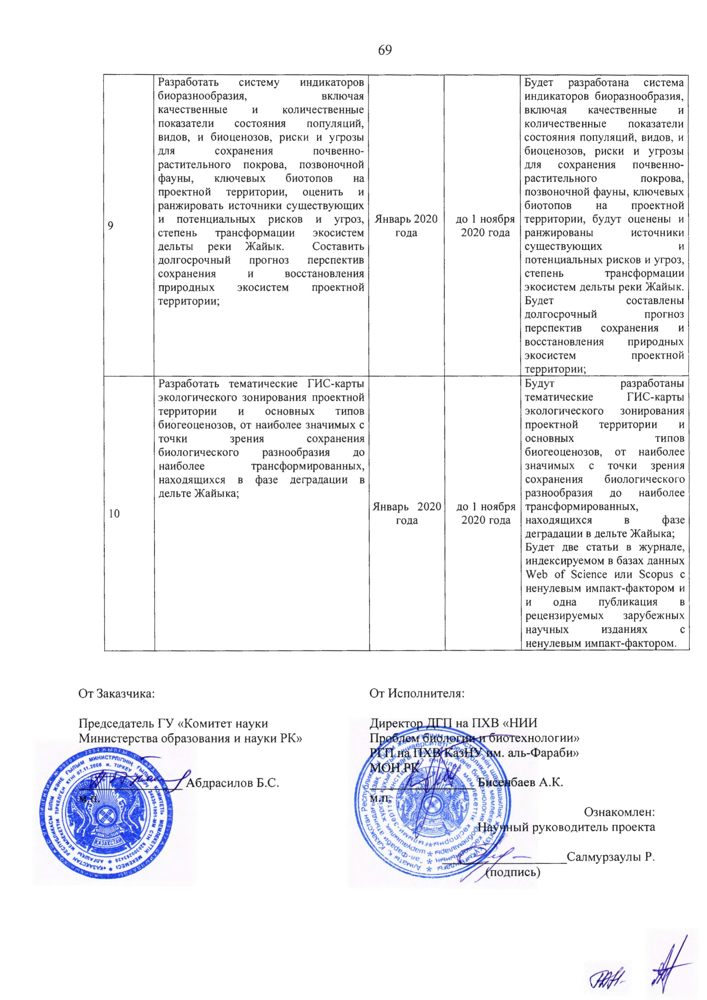 69
9
Разработать систему индикаторов
биоразнообразия, включая
качественные и количественные
показатели состояния популяций,
видов, и биоценозов, риски и угрозы
для сохранения почвенно-
растительного покрова, позвоночной
фауны, ключевых биотопов на
проектной территории, оценить и
ранжировать источники существующих
и потенциальных рисков и угроз,
степень трансформации экосистем
дельты реки Жайык. Составить
долгосрочный прогноз перспектив
сохранения и восстановления
природных экосистем проектной
территории;
Январь 2020
года
до 1 ноября
2020 года
Будет разработана система
индикаторов биоразнообразия,
включая качественные и
количественные показатели
состояния популяций, видов, и
биоценозов, риски и угрозы
для сохранения почвенно-
растительного покрова,
позвоночной фауны, ключевых
биотопов на проектной
территории, будут оценены и
ранжированы источники
существующих и
потенциальных рисков и угроз,
степень трансформации
экосистем дельты реки Жайык.
Будет составлены
долгосрочный прогноз
перспектив сохранения и
восстановления природных
экосистем проектной
территории;
10
Разработать тематические ГИС-карты
экологического зонирования проектной
территории и основных типов
биогеоценозов, от наиболее значимых с
точки зрения сохранения
биологического разнообразия до
наиболее трансформированных,
находящихся в фазе деградации в
дельте Жайыка;
Январь 2020
года
до 1 ноября
2020 года
Будут разработаны
тематические ГИС-карты
экологического зонирования
проектной территории и
основных типов
биогеоценозов, от наиболее
значимых с точки зрения
сохранения биологического
разнообразия до наиболее
трансформированных,
находящихся в фазе
деградации в дельте Жайыка;
Будет две статьи в журнале,
индексируемом в базах данных
Web of Science или Scopus с
ненулевым импакт-фактором и
и одна публикация в
рецензируемых зарубежных
научных изданиях с
ненулевым импакт-фактором.
От Заказчика:
Председатель ГУ «Комитет науки
Министерства образования и науки РК»
Абдрасилов Б.С.
м.п.
От Исполнителя:
Директор ДГП на ПХВ «НИИ
Проблем биологии и биотехнологии»
РГП на ПХВ КазНУ им. аль-Фараби»
МОН РК
Бисенбаев А.К.
м.п.
Ознакомлен:
Научный руководитель проекта
Салмурзаулы Р.
(подпись)
ҚАЗАҚСТАН